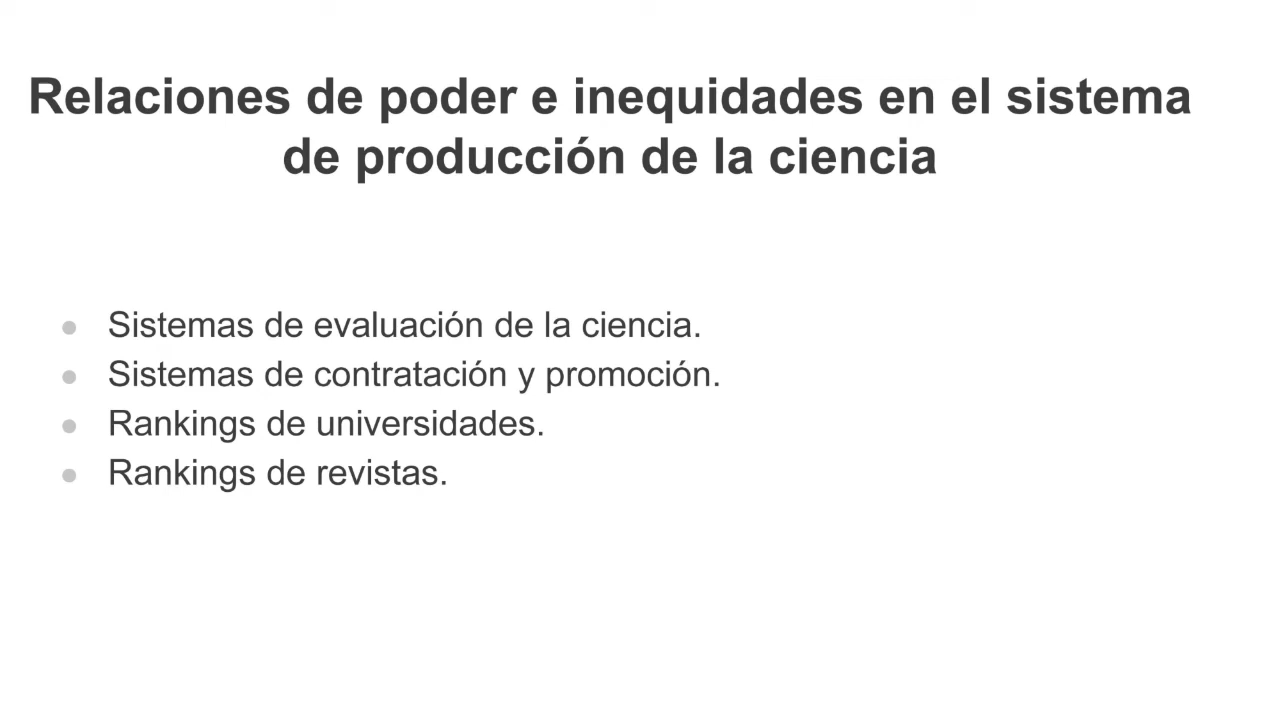 Relaciones de poder e inequidades en el sistema
de producción de la ciencia
● Sistemas de evaluación de la ciencia.
● Sistemas de contratación y promoción.
● Rankings de universidades.
● Rankings de revistas.